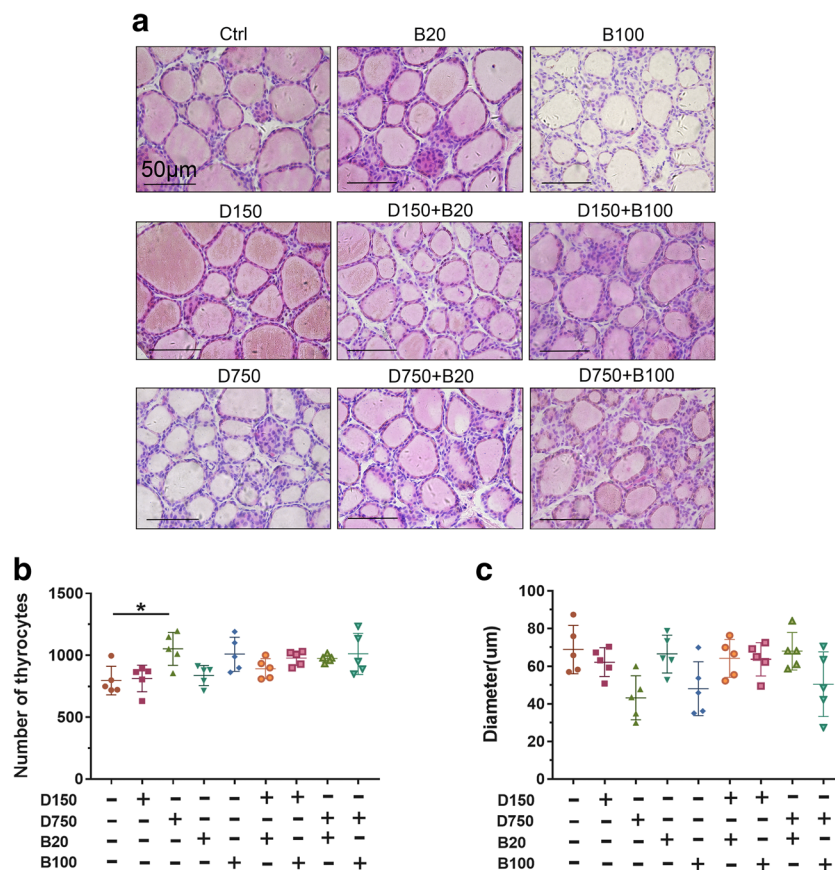 a
Ctrl B20 B100
50µm
D150 D150+B20 D150+B100
D750 D750+B20 D750+B100
b
Number of thyrocytes
1500
1000
500
0
*
D150 - + - - - + + - -
D750 - - + - - - - + +
B20 - - - + - + - + -
B100 - - - - + - + - +
c
Diameter(um)
100
80
60
40
20
0
D150 - + - - - + + - -
D750 - - + - - - - + +
B20 - - - + - + - + -
B100 - - - - + - + - +